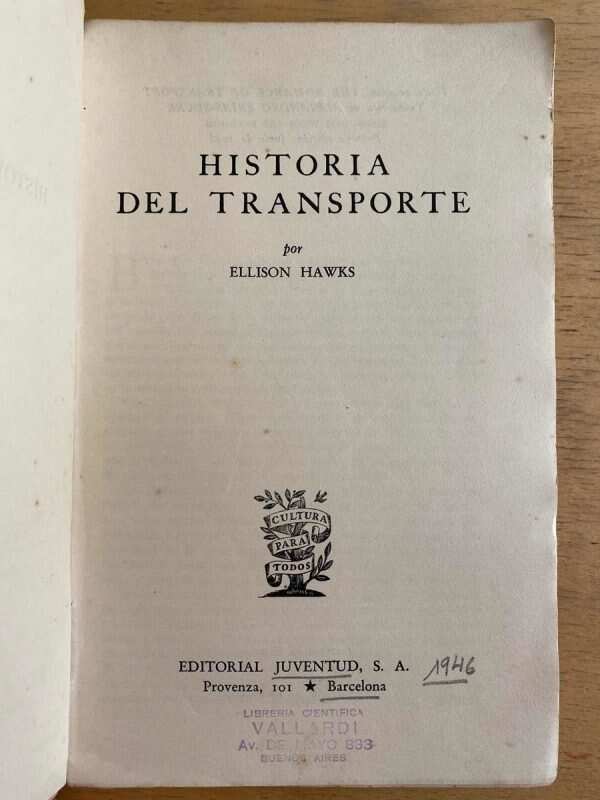 HISTORIA
DEL TRANSPORTE
por
ELLISON HAWKS
CULTURA
PARA
TODOS
EDITORIAL JUVENTUD, S. A. 1946
Provenza, 101 ★ Barcelona
LIBRERIA CIENTIFICA
VALLARDI
Av. DE MAYO 833
BUENOS AIRES